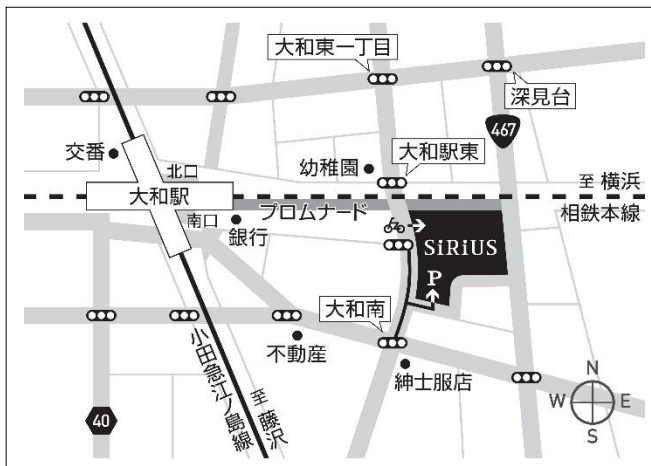 大和東一丁目
深見台
467
交番
北口
幼稚園
大和駅東
大和駅
至 横浜
プロムナード
相鉄本線
南口
銀行
SiRiUS
P
大和南
不動産
紳士服店
小田急江ノ島線
至 藤沢
40
N
W
E
S